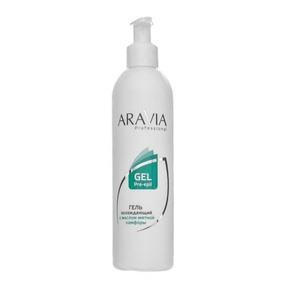 ARAVIA
Professional
GEL
Pre-epil
ГЕЛЬ
охлаждающий
с маслом мятной
камфоры